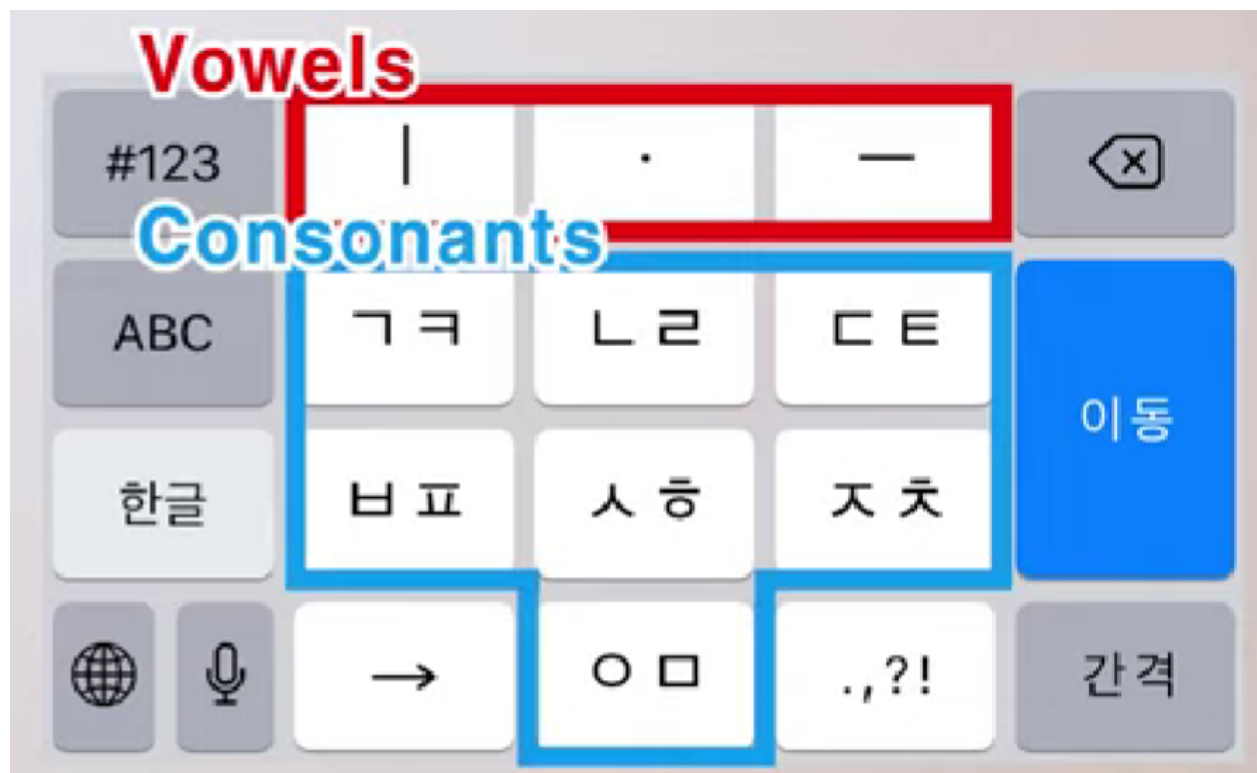 Vowels
#123 ㅣ · ㅡ
Consonants
ABC ㄱㅋ ㄴㄹ ㄷㅌ
이동
한글 ㅂㅍ ㅅㅎ ㅈㅊ
→ ㅇㅁ .,?! 간격